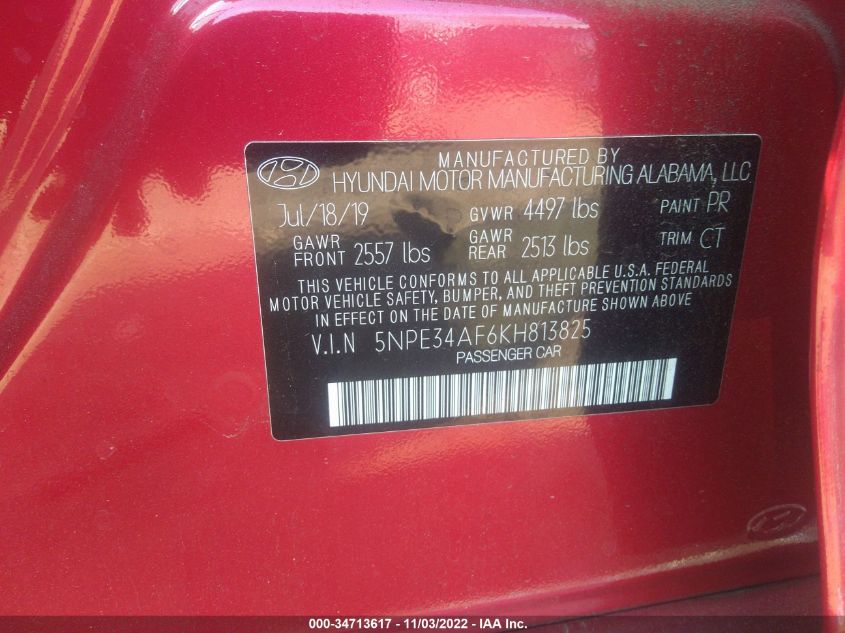 MANUFACTURED BY
HYUNDAI MOTOR MANUFACTURING ALABAMA, LLC
Jul/18/19 GVWR 4497 lbs PAINT PR
GAWR FRONT 2557 lbs GAWR REAR 2513 lbs TRIM CT
THIS VEHICLE CONFORMS TO ALL APPLICABLE U.S.A. FEDERAL
MOTOR VEHICLE SAFETY, BUMPER, AND THEFT PREVENTION STANDARDS
IN EFFECT ON THE DATE OF MANUFACTURE SHOWN ABOVE
V.I.N 5NPE34AF6KH813825
PASSENGER CAR
000-34713617 - 11/03/2022 - IAA Inc.